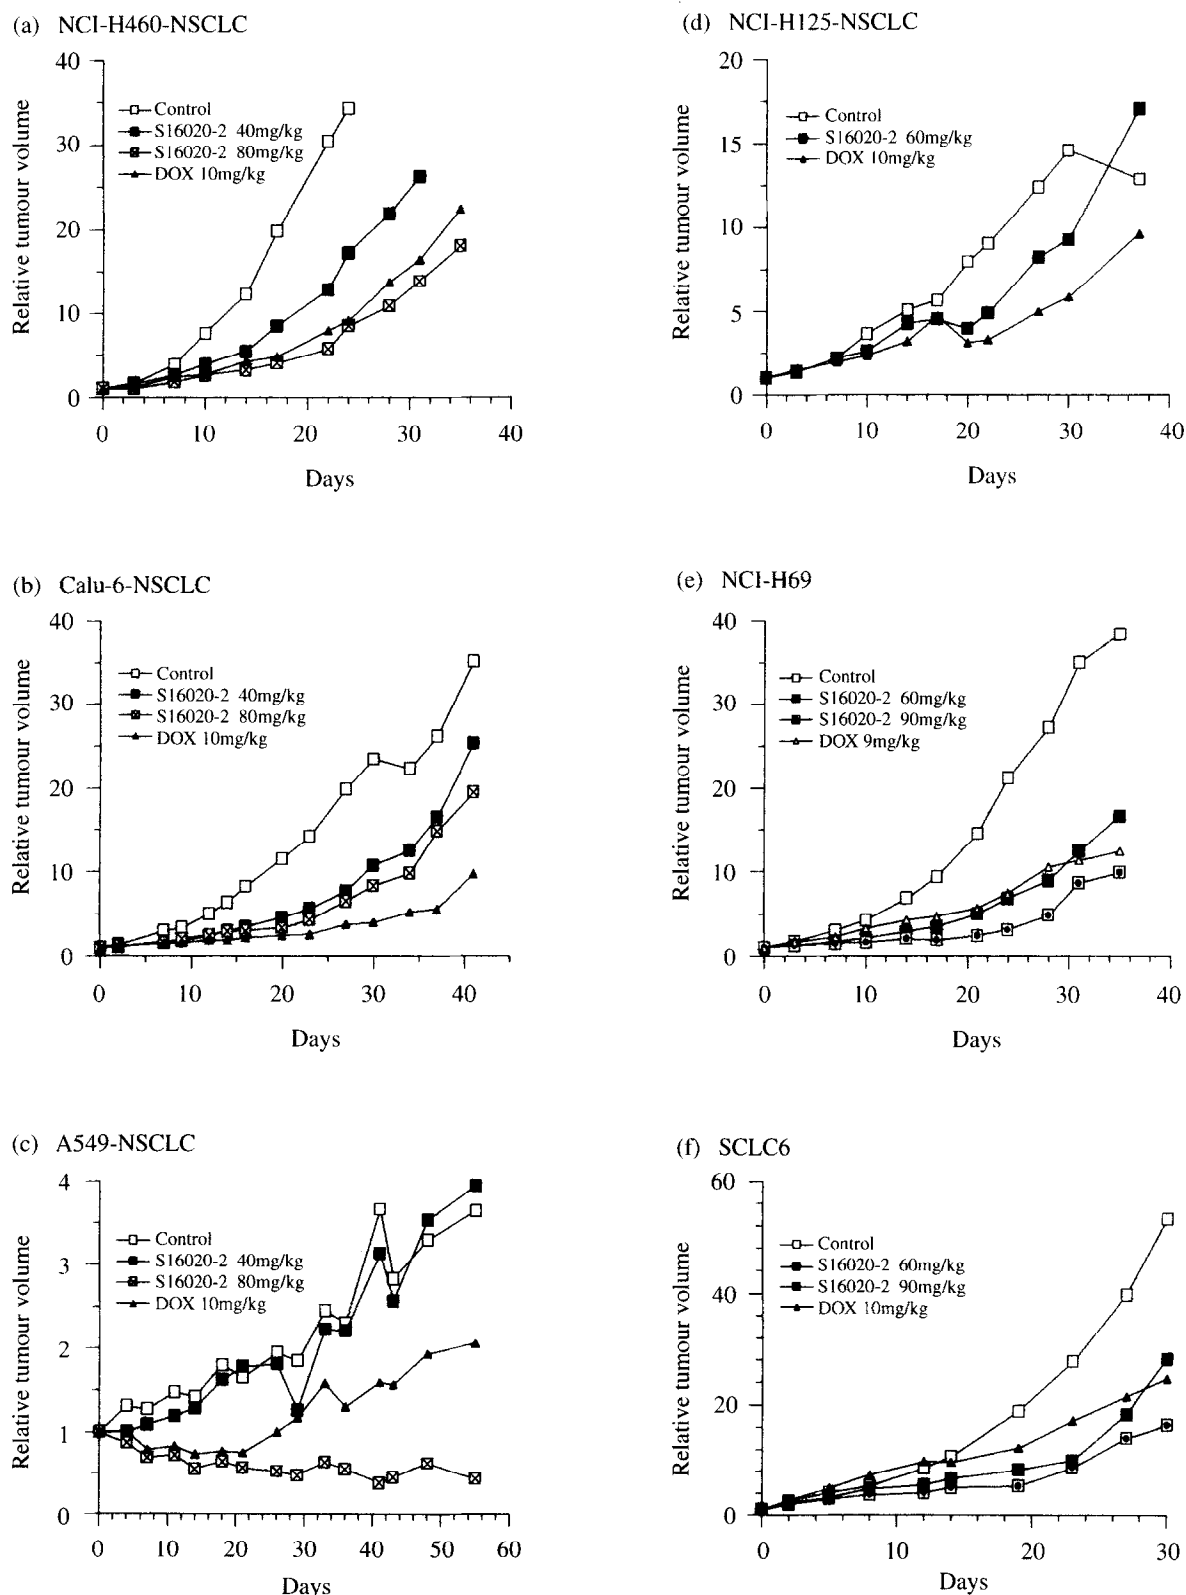 (a) NCI-H460-NSCLC
Relative tumour volume
40
30
20
10
0
Control
S16020-2 40mg/kg
S16020-2 80mg/kg
DOX 10mg/kg
0 10 20 30 40
Days
(b) Calu-6-NSCLC
Relative tumour volume
40
30
20
10
0
Control
S16020-2 40mg/kg
S16020-2 80mg/kg
DOX 10mg/kg
0 10 20 30 40
Days
(c) A549-NSCLC
Relative tumour volume
4
3
2
1
0
Control
S16020-2 40mg/kg
S16020-2 80mg/kg
DOX 10mg/kg
0 10 20 30 40 50 60
Days
(d) NCI-H125-NSCLC
Relative tumour volume
20
15
10
5
0
Control
S16020-2 60mg/kg
DOX 10mg/kg
0 10 20 30 40
Days
(e) NCI-H69
Relative tumour volume
40
30
20
10
0
Control
S16020-2 60mg/kg
S16020-2 90mg/kg
DOX 9mg/kg
0 10 20 30 40
Days
(f) SCLC6
Relative tumour volume
60
40
20
0
Control
S16020-2 60mg/kg
S16020-2 90mg/kg
DOX 10mg/kg
0 10 20 30
Days